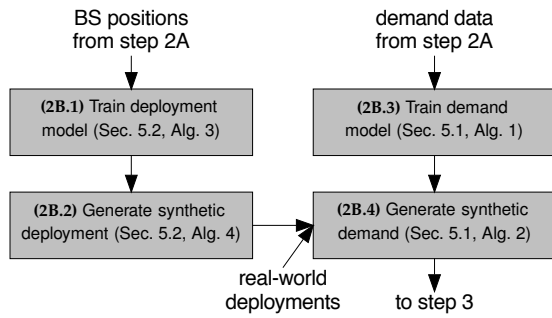 BS positions
from step 2A
demand data
from step 2A
(2B.1) Train deployment
model (Sec. 5.2, Alg. 3)
(2B.3) Train demand
model (Sec. 5.1, Alg. 1)
(2B.2) Generate synthetic
deployment (Sec. 5.2, Alg. 4)
(2B.4) Generate synthetic
demand (Sec. 5.1, Alg. 2)
real-world
deployments
to step 3